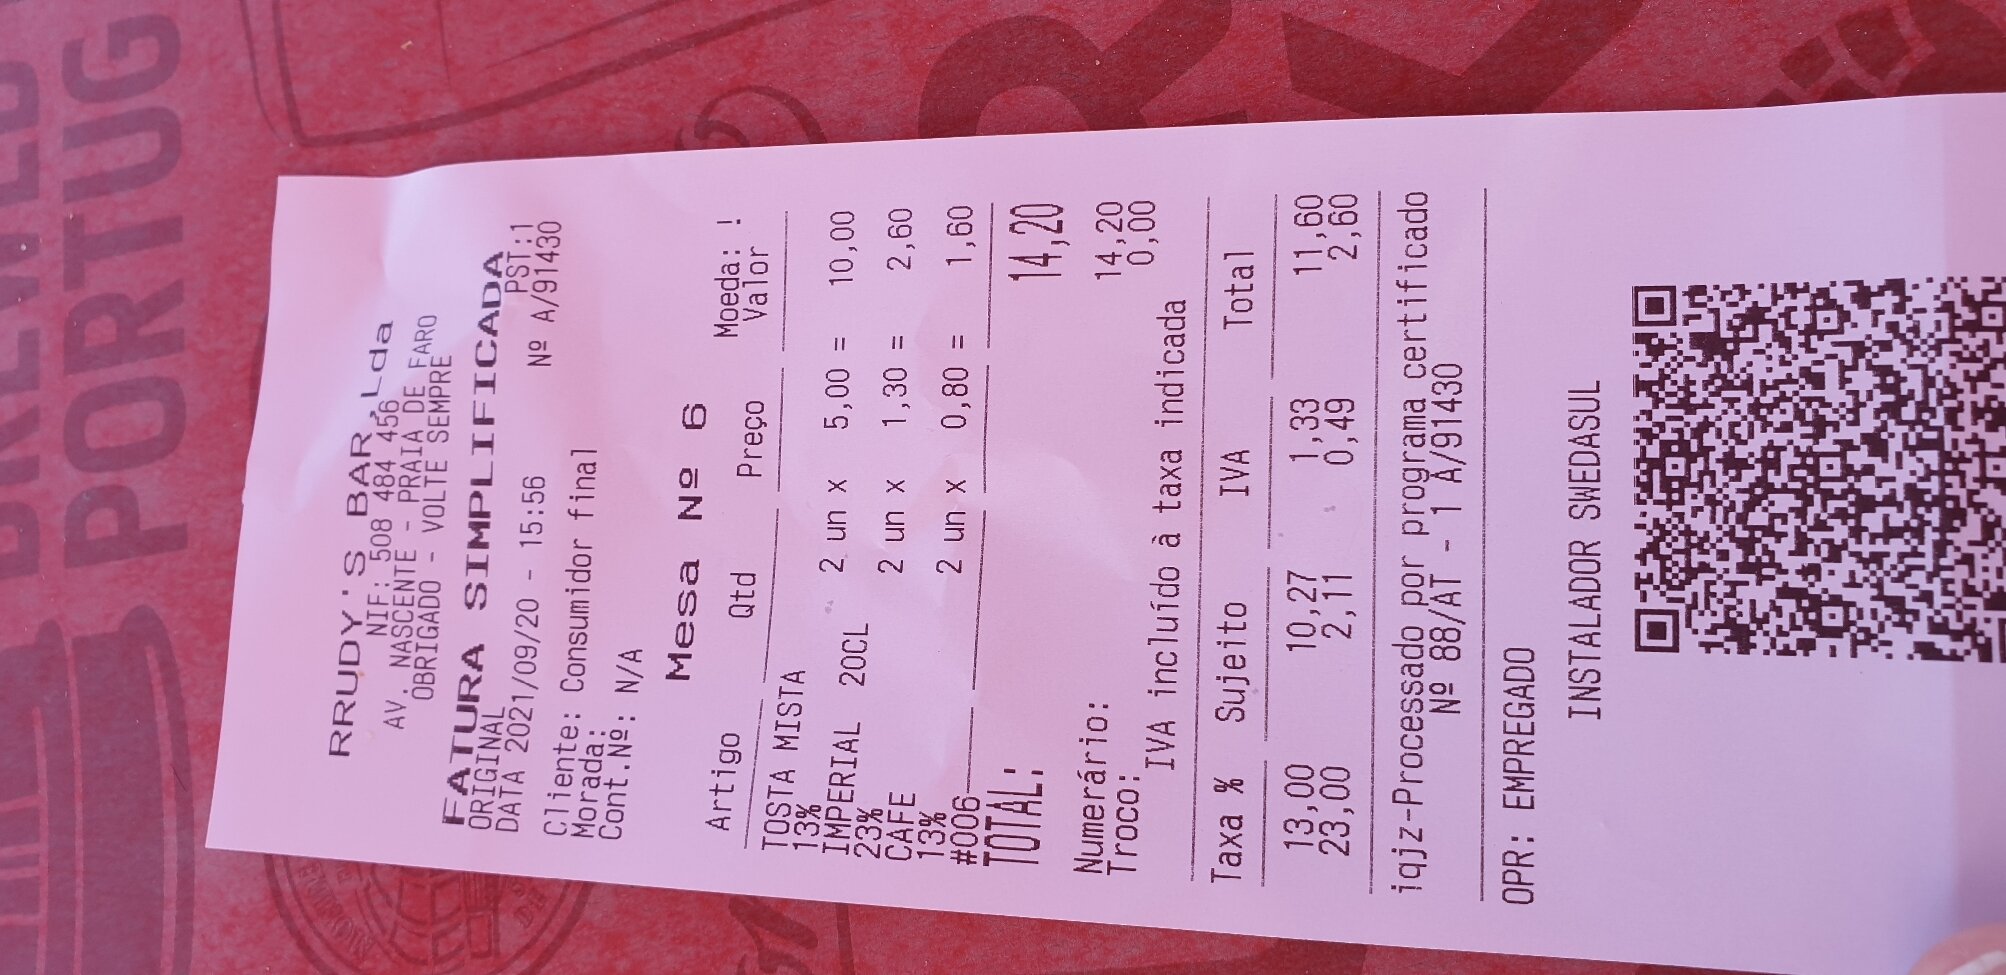 BREWED
PORTUG
RRUDY'S BAR,Lda
NIF: 508 484 456
AV. NASCENTE - PRAIA DE FARO
OBRIGADO - VOLTE SEMPRE
FATURA SIMPLIFICADA
ORIGINAL PST:1
DATA 2021/09/20 - 15:56 Nº A/91430
Cliente: Consumidor final
Morada:
Cont.Nº: N/A
Mesa Nº 6
Moeda: !
Artigo Qtd Preço Valor
TOSTA MISTA
13% 2 un x 5,00 = 10,00
IMPERIAL 20CL
23% 2 un x 1,30 = 2,60
CAFE
13% 2 un x 0,80 = 1,60
#006
TOTAL: 14,20
Numerário: 14,20
Troco: 0,00
IVA incluído à taxa indicada
Taxa % Sujeito IVA Total
13,00 10,27 1,33 11,60
23,00 2,11 0,49 2,60
iqjz-Processado por programa certificado
Nº 88/AT - 1 A/91430
OPR: EMPREGADO
INSTALADOR SWEDASUL